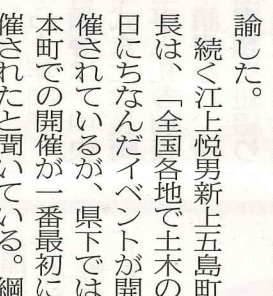 諭した。
続く江上悦男新上五島町
長は、「全国各地で土木の
日にちなんだイベントが開
催されているが、県下では
本町での開催が一番最初に
催されたと聞いている。綱